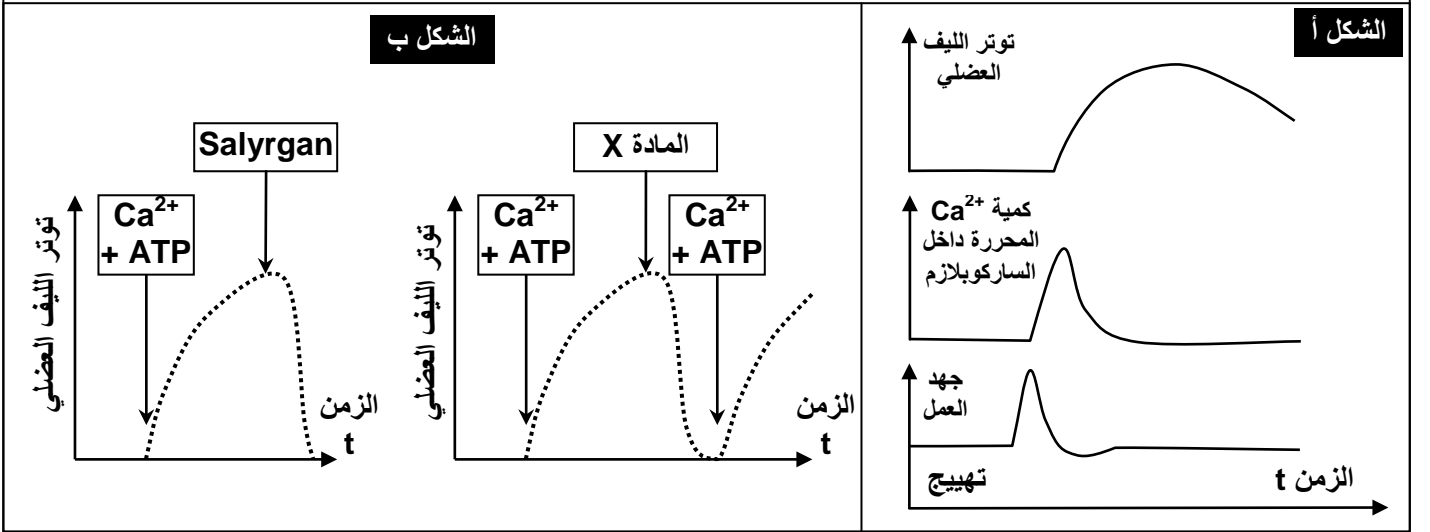 الشكل أ
توتر الليف
العضلي
كمية Ca²⁺
المحررة داخل
الساركوبلازم
جهد
العمل
تهييج
الزمن t
الشكل ب
المادة X
Ca²⁺
+ ATP
Ca²⁺
+ ATP
توتر الليف العضلي
الزمن
t
Salyrgan
Ca²⁺
+ ATP
توتر الليف العضلي
الزمن
t